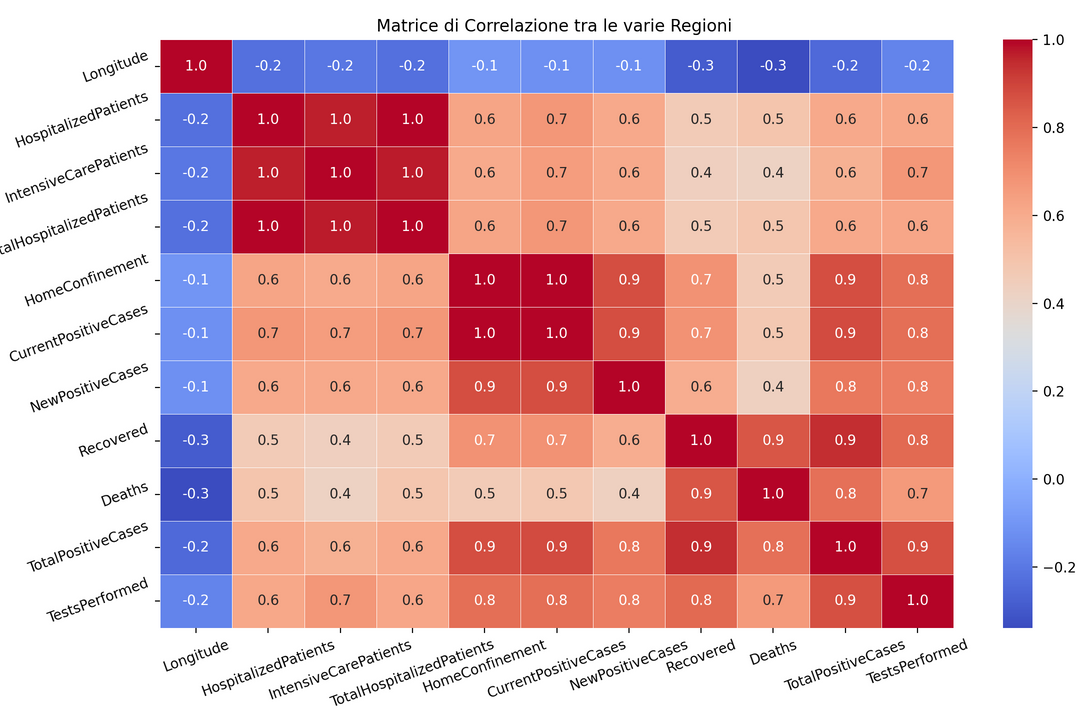 Matrice di Correlazione tra le varie Regioni
Longitude 1.0 -0.2 -0.2 -0.2 -0.1 -0.1 -0.1 -0.3 -0.3 -0.2 -0.2
HospitalizedPatients -0.2 1.0 1.0 1.0 0.6 0.7 0.6 0.5 0.5 0.6 0.6
IntensiveCarePatients -0.2 1.0 1.0 1.0 0.6 0.7 0.6 0.4 0.4 0.6 0.7
talHospitalizedPatients -0.2 1.0 1.0 1.0 0.6 0.7 0.6 0.5 0.5 0.6 0.6
HomeConfinement -0.1 0.6 0.6 0.6 1.0 1.0 0.9 0.7 0.5 0.9 0.8
CurrentPositiveCases -0.1 0.7 0.7 0.7 1.0 1.0 0.9 0.7 0.5 0.9 0.8
NewPositiveCases -0.1 0.6 0.6 0.6 0.9 0.9 1.0 0.6 0.4 0.8 0.8
Recovered -0.3 0.5 0.4 0.5 0.7 0.7 0.6 1.0 0.9 0.9 0.8
Deaths -0.3 0.5 0.4 0.5 0.5 0.5 0.4 0.9 1.0 0.8 0.7
TotalPositiveCases -0.2 0.6 0.6 0.6 0.9 0.9 0.8 0.9 0.8 1.0 0.9
TestsPerformed -0.2 0.6 0.7 0.6 0.8 0.8 0.8 0.8 0.7 0.9 1.0
Longitude HospitalizedPatients IntensiveCarePatients TotalHospitalizedPatients HomeConfinement CurrentPositiveCases NewPositiveCases Recovered Deaths TotalPositiveCases TestsPerformed
1.0
0.8
0.6
0.4
0.2
0.0
−0.2